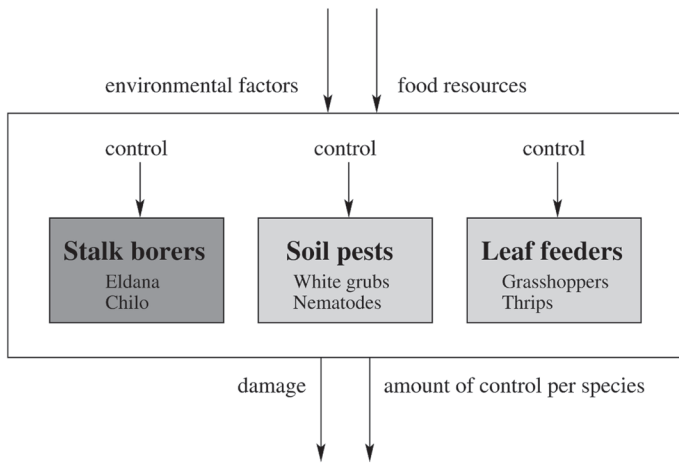 environmental factors food resources
control control control
Stalk borers
Eldana
Chilo
Soil pests
White grubs
Nematodes
Leaf feeders
Grasshoppers
Thrips
damage amount of control per species